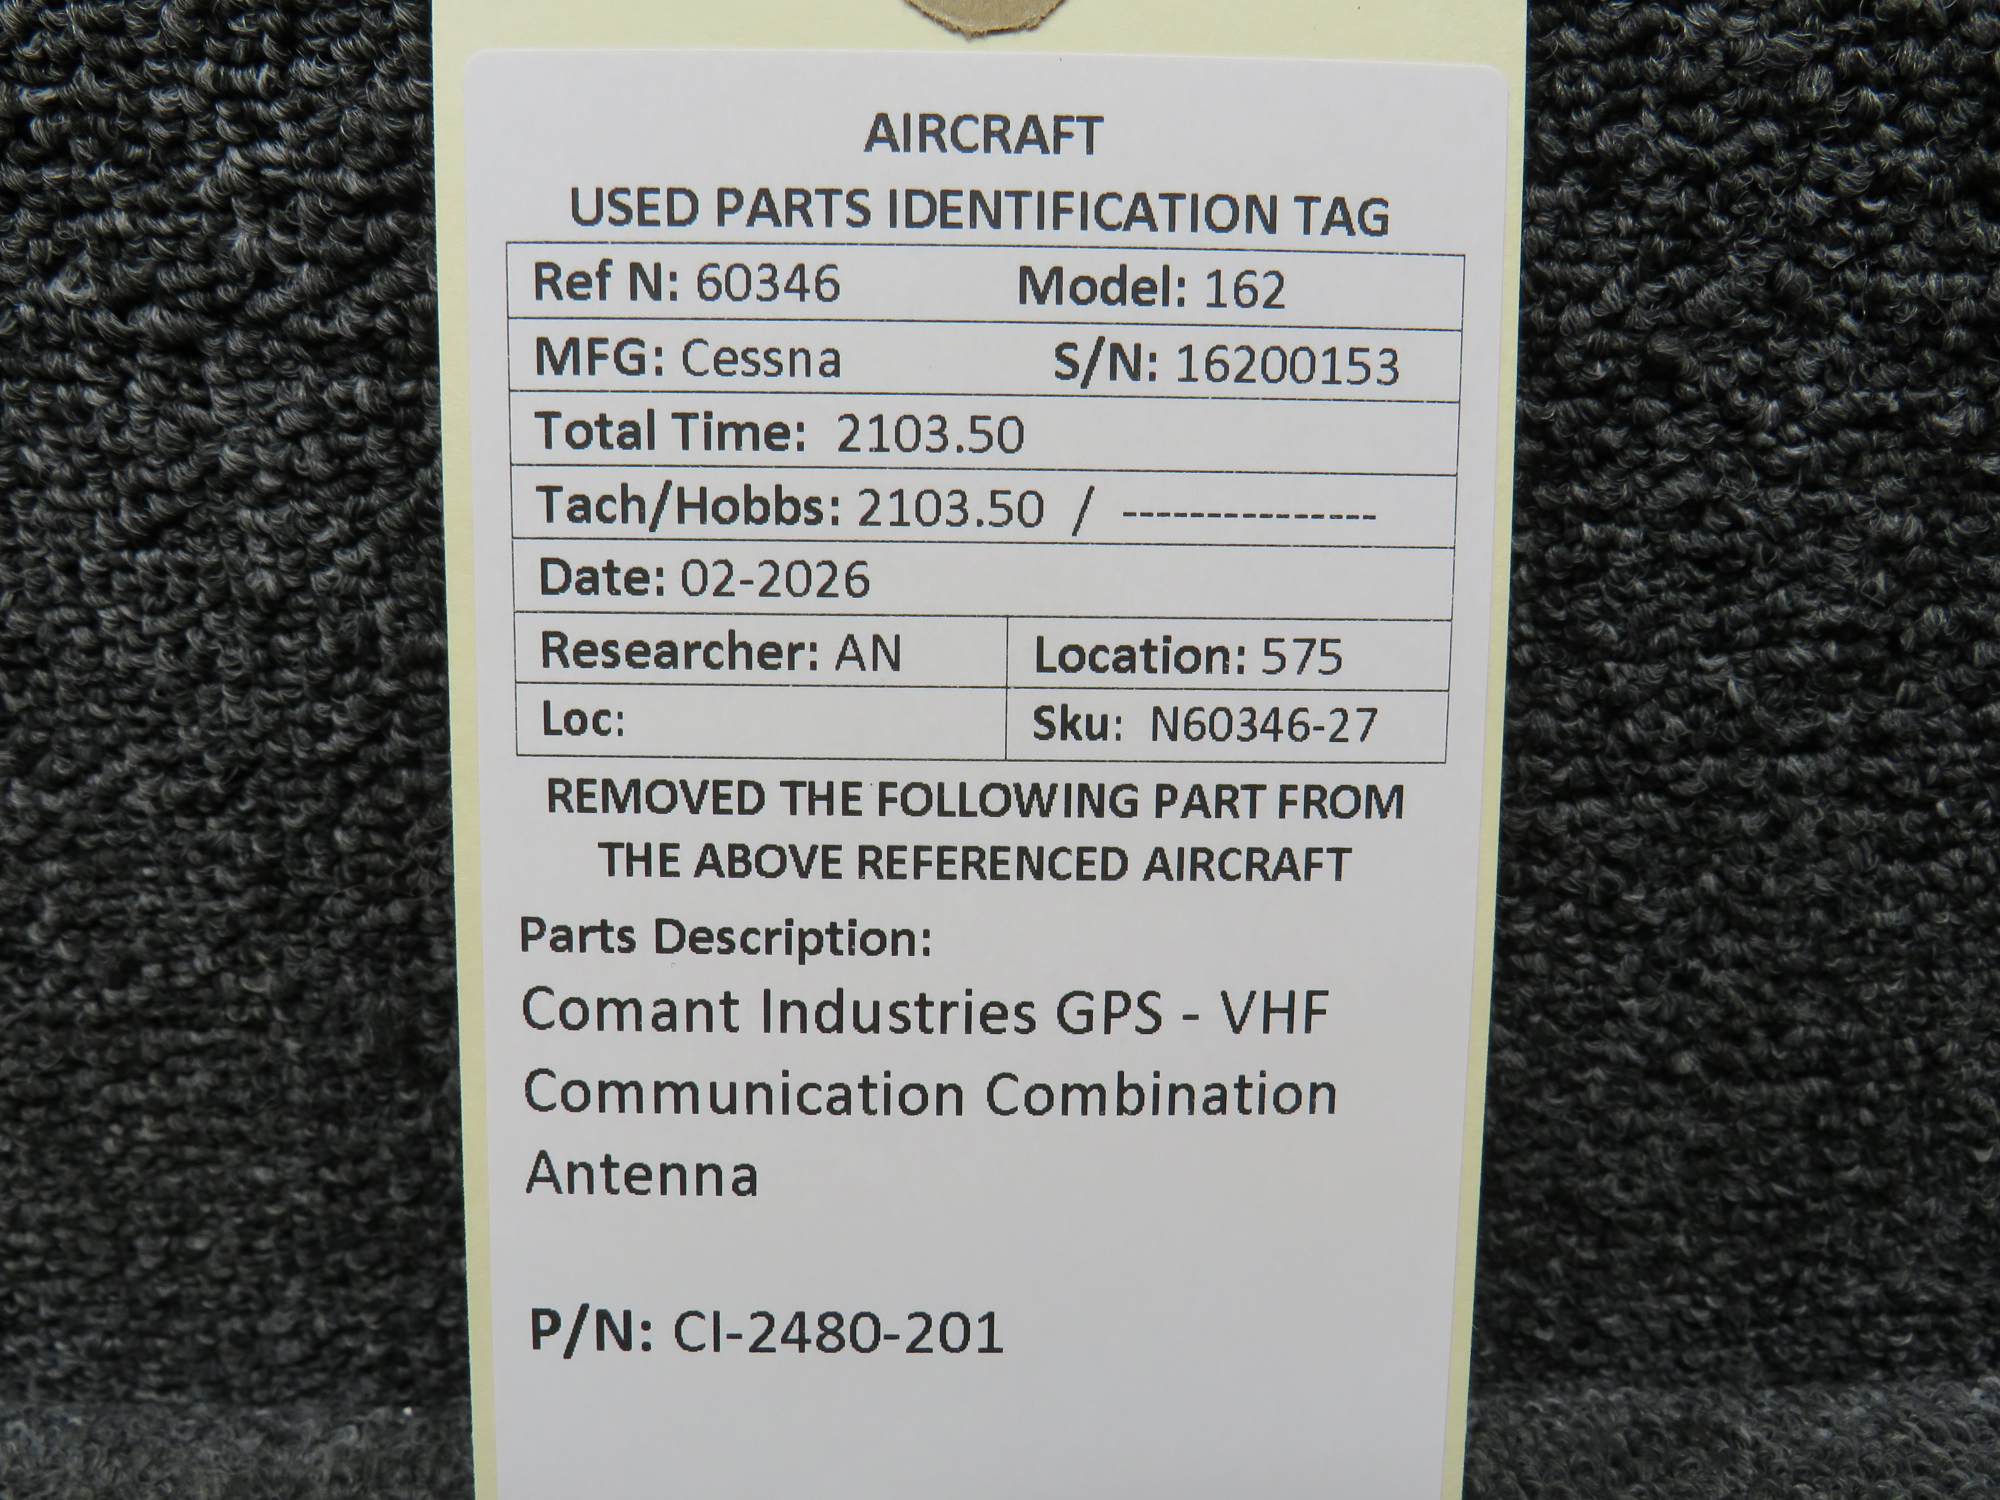 AIRCRAFT
USED PARTS IDENTIFICATION TAG
Ref N: 60346 Model: 162
MFG: Cessna S/N: 16200153
Total Time: 2103.50
Tach/Hobbs: 2103.50 / ---------------
Date: 02-2026
Researcher: AN Location: 575
Loc: Sku: N60346-27
REMOVED THE FOLLOWING PART FROM
THE ABOVE REFERENCED AIRCRAFT
Parts Description:
Comant Industries GPS - VHF
Communication Combination
Antenna
P/N: CI-2480-201